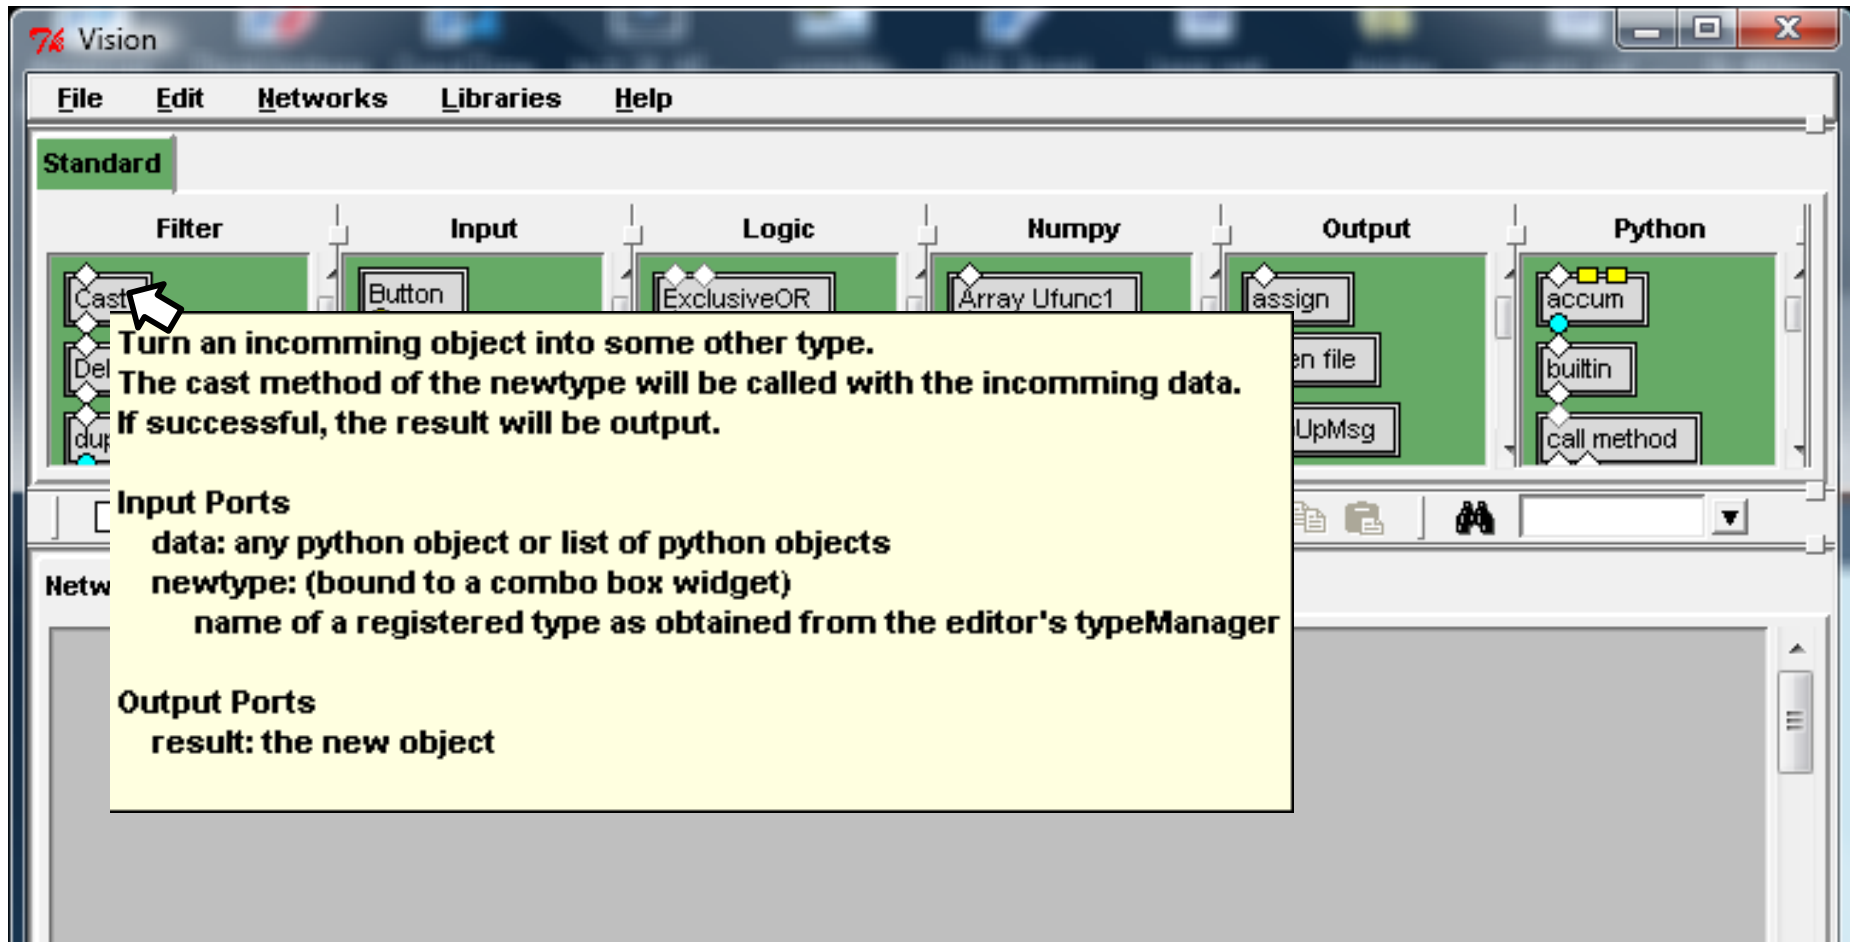 Vision
File Edit Networks Libraries Help
Standard
Filter Input Logic Numpy Output Python
Cast Button ExclusiveOR Array Ufunc1 assign accum
Turn an incomming object into some other type.
The cast method of the newtype will be called with the incomming data.
If successful, the result will be output.
Input Ports
data: any python object or list of python objects
newtype: (bound to a combo box widget)
name of a registered type as obtained from the editor's typeManager
Output Ports
result: the new object
file builtin
UpMsg call method